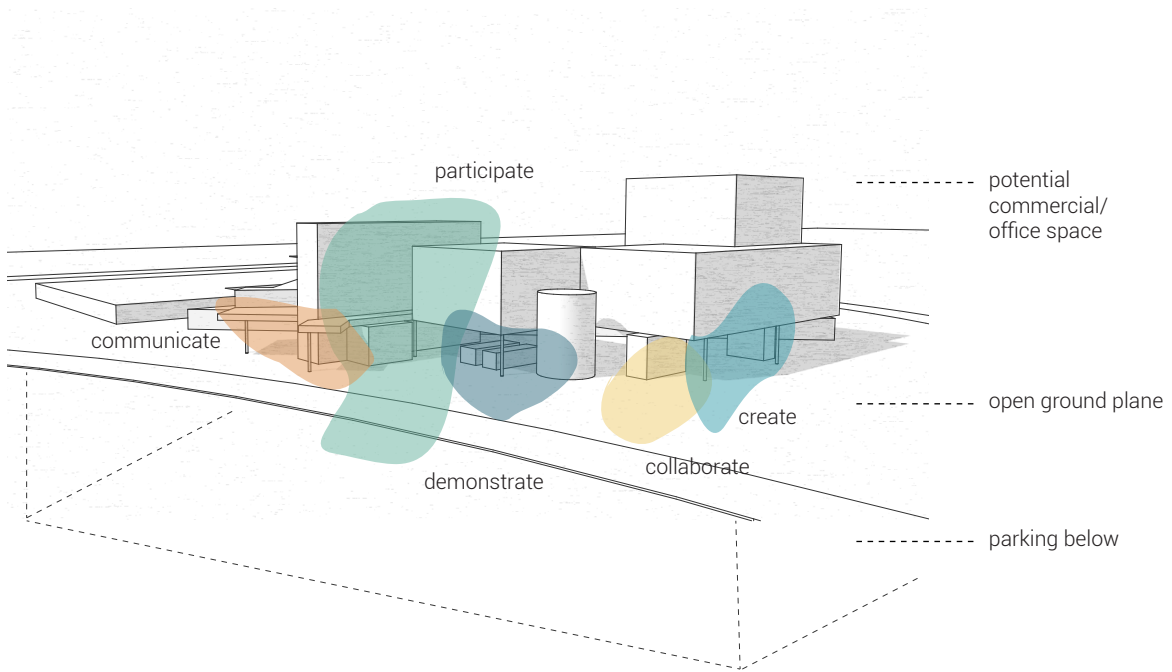 participate
potential
commercial/
office space
communicate
open ground plane
create
collaborate
demonstrate
parking below